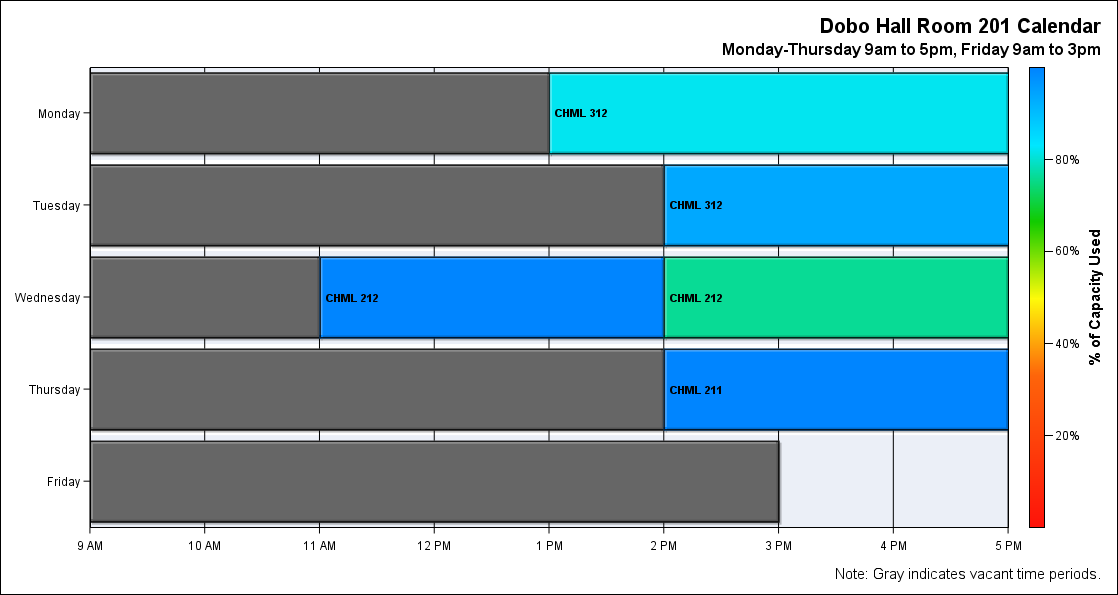 Dobo Hall Room 201 Calendar
Monday-Thursday 9am to 5pm, Friday 9am to 3pm
Monday
CHML 312
Tuesday
CHML 312
Wednesday
CHML 212
CHML 212
Thursday
CHML 211
Friday
9 AM
10 AM
11 AM
12 PM
1 PM
2 PM
3 PM
4 PM
5 PM
80%
60%
40%
20%
% of Capacity Used
Note: Gray indicates vacant time periods.